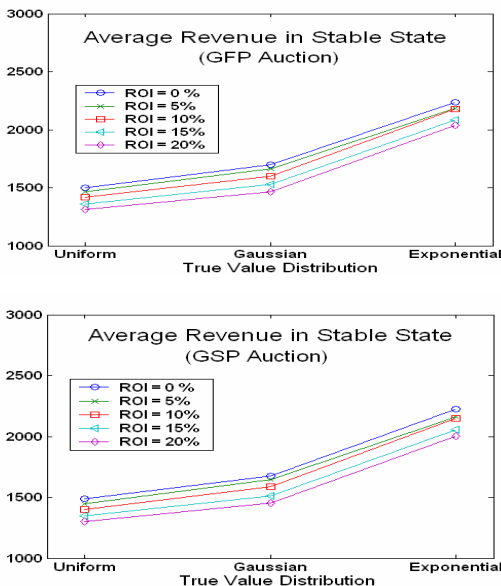 3000
Average Revenue in Stable State
(GFP Auction)
2500
ROI = 0 %
ROI = 5%
ROI = 10%
ROI = 15%
ROI = 20%
2000
1500
1000
Uniform Gaussian Exponential
True Value Distribution
3000
Average Revenue in Stable State
(GSP Auction)
2500
ROI = 0 %
ROI = 5%
ROI = 10%
ROI = 15%
ROI = 20%
2000
1500
1000
Uniform Gaussian Exponential
True Value Distribution